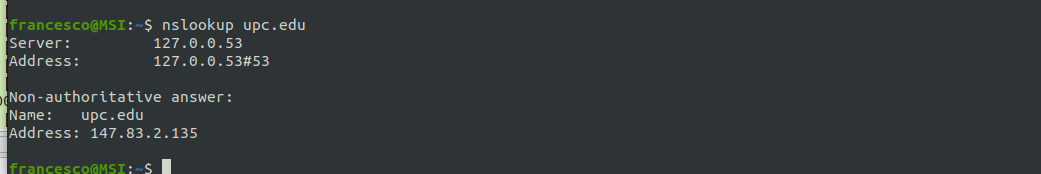 francesco@MSI:~$ nslookup upc.edu
Server:         127.0.0.53
Address:        127.0.0.53#53
Non-authoritative answer:
Name:   upc.edu
Address: 147.83.2.135
francesco@MSI:~$